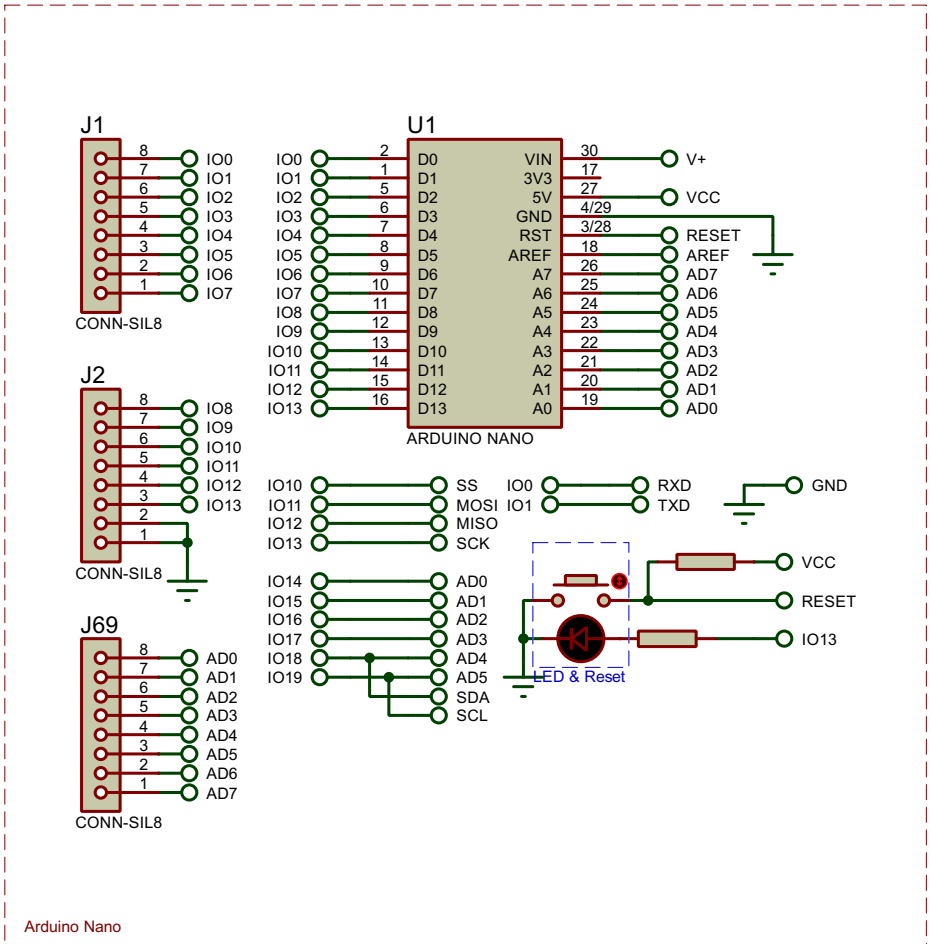 J1
8 IO0
7 IO1
6 IO2
5 IO3
4 IO4
3 IO5
2 IO6
1 IO7
CONN-SIL8
J2
8 IO8
7 IO9
6 IO10
5 IO11
4 IO12
3 IO13
2
1
CONN-SIL8
J69
8 AD0
7 AD1
6 AD2
5 AD3
4 AD4
3 AD5
2 AD6
1 AD7
CONN-SIL8
U1
IO0 2 D0 VIN 30 V+
IO1 1 D1 3V3 17
IO2 5 D2 5V 27 VCC
IO3 6 D3 GND 4/29
IO4 7 D4 RST 3/28 RESET
IO5 8 D5 AREF 18 AREF
IO6 9 D6 A7 26 AD7
IO7 10 D7 A6 25 AD6
IO8 11 D8 A5 24 AD5
IO9 12 D9 A4 23 AD4
IO10 13 D10 A3 22 AD3
IO11 14 D11 A2 21 AD2
IO12 15 D12 A1 20 AD1
IO13 16 D13 A0 19 AD0
ARDUINO NANO
IO10 SS
IO11 MOSI
IO12 MISO
IO13 SCK
IO0 RXD
IO1 TXD
GND
IO14 AD0
IO15 AD1
IO16 AD2
IO17 AD3
IO18 AD4
IO19 AD5
SDA
SCL
VCC
RESET
IO13
LED & Reset
Arduino Nano